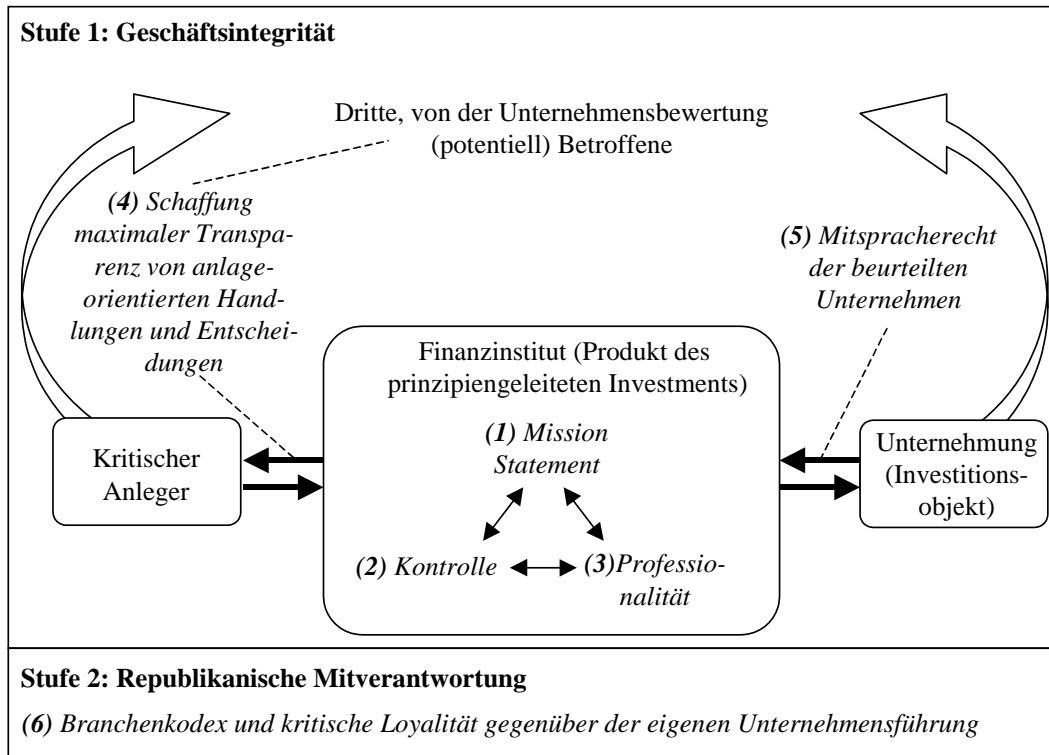 Stufe 1: Geschäftsintegrität
Dritte, von der Unternehmensbewertung
(potentiell) Betroffene
(4) Schaffung
maximaler Transpa-
renz von anlage-
orientierten Hand-
lungen und Entschei-
dungen
(5) Mitspracherecht
der beurteilten
Unternehmen
Finanzinstitut (Produkt des
prinzipiengeleiteten Investments)
(1) Mission
Statement
(2) Kontrolle
(3)Professio-
nalität
Kritischer
Anleger
Unternehmung
(Investitions-
objekt)
Stufe 2: Republikanische Mitverantwortung
(6) Branchenkodex und kritische Loyalität gegenüber der eigenen Unternehmensführung